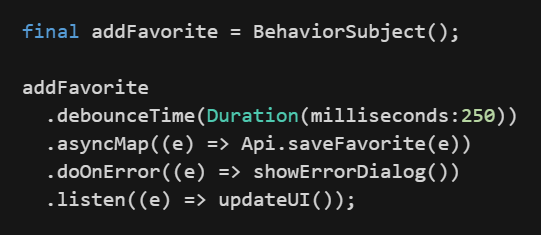 final addFavorite = BehaviorSubject();
addFavorite
.debounceTime(Duration(milliseconds:250))
.asyncMap((e) => Api.saveFavorite(e))
.doOnError((e) => showErrorDialog())
.listen((e) => updateUI());